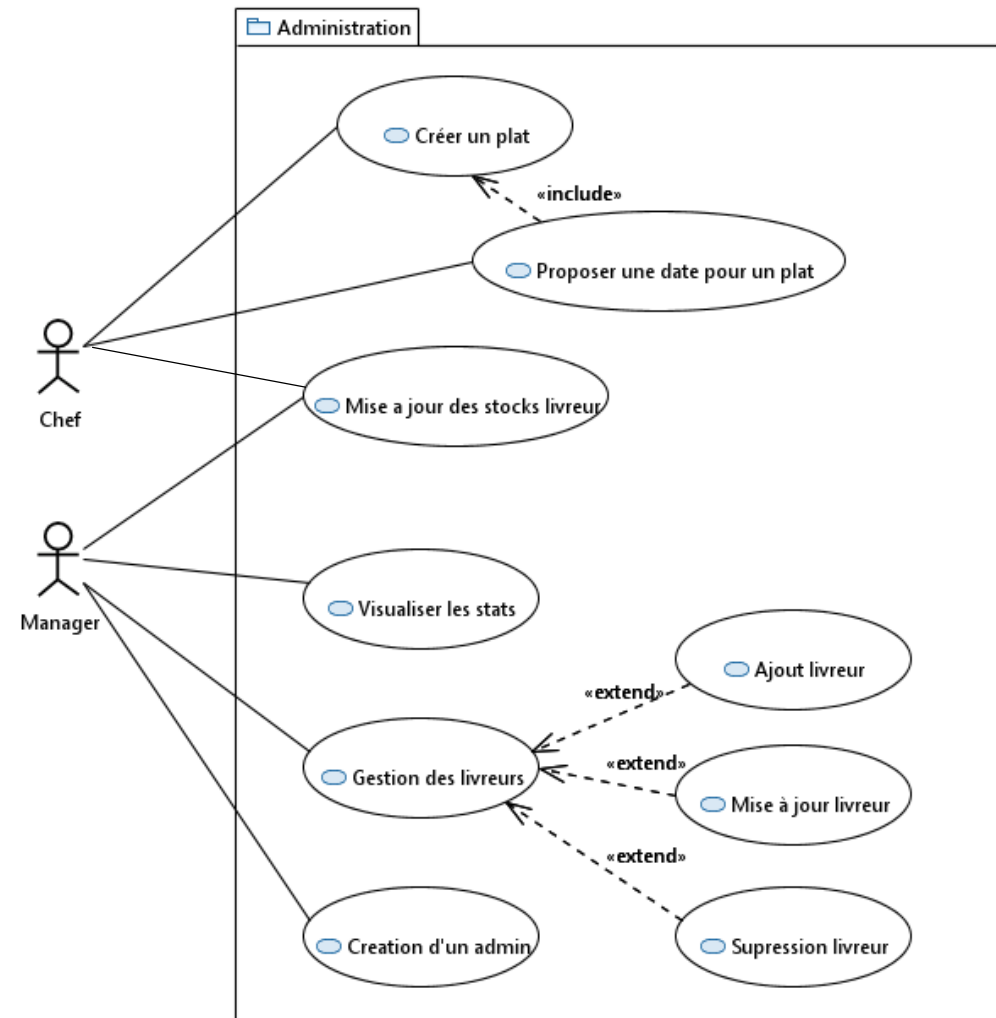 Administration
Créer un plat
«include»
Proposer une date pour un plat
Chef
Mise a jour des stocks livreur
Manager
Visualiser les stats
Ajout livreur
«extend»
Gestion des livreurs
«extend»
Mise à jour livreur
«extend»
Creation d'un admin
Supression livreur